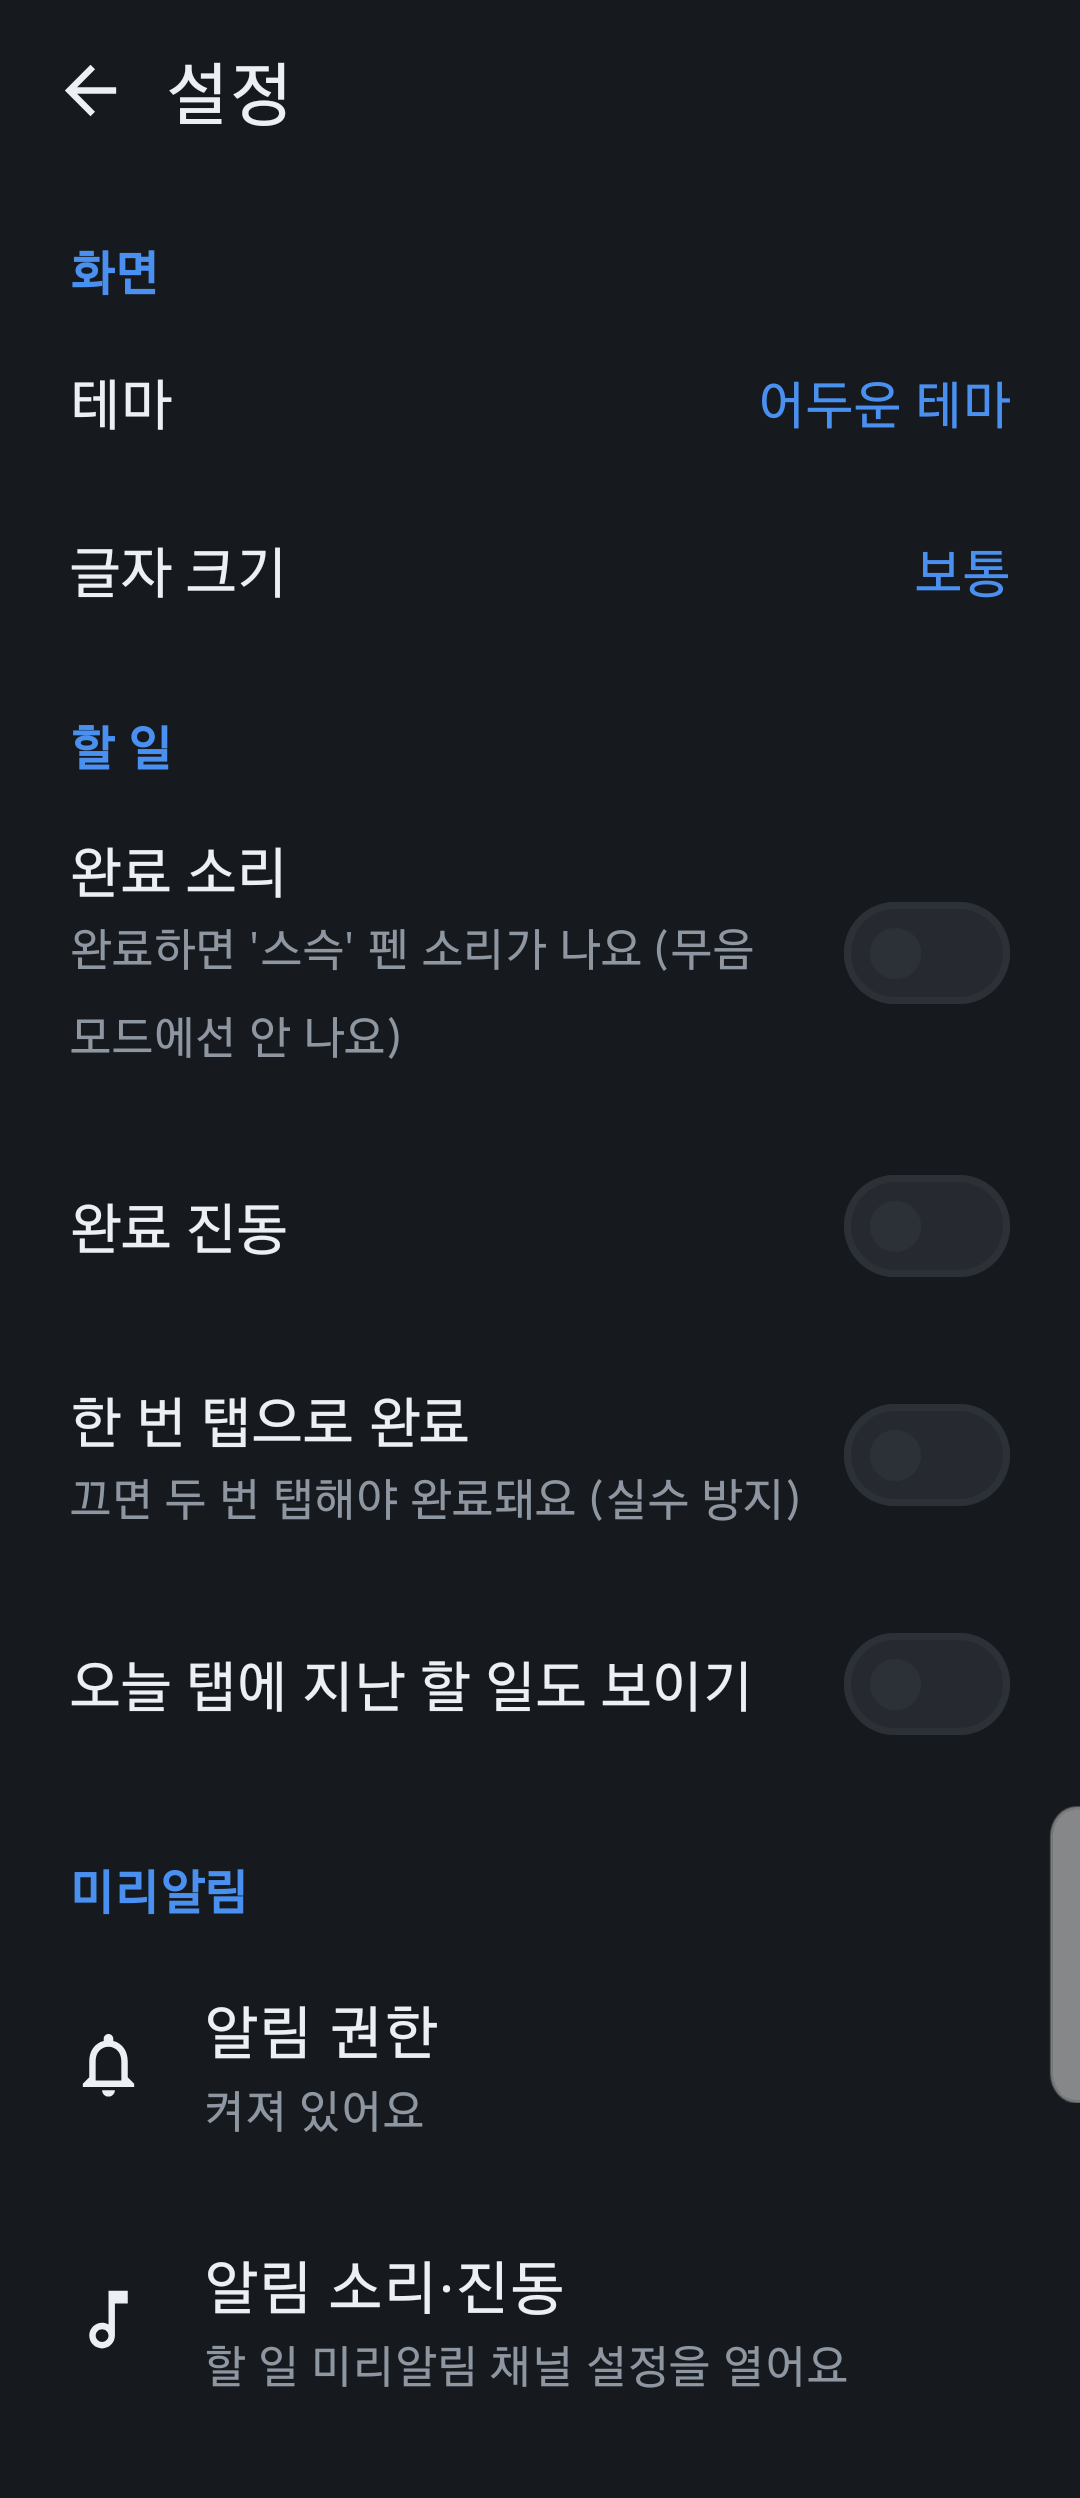 설정
화면
테마
어두운 테마
글자 크기
보통
할 일
완료 소리
완료하면 '스슥' 펜 소리가 나요 (무음
모드에선 안 나요)
완료 진동
한 번 탭으로 완료
끄면 두 번 탭해야 완료돼요 (실수 방지)
오늘 탭에 지난 할 일도 보이기
미리알림
알림 권한
켜져 있어요
알림 소리·진동
할 일 미리알림 채널 설정을 열어요